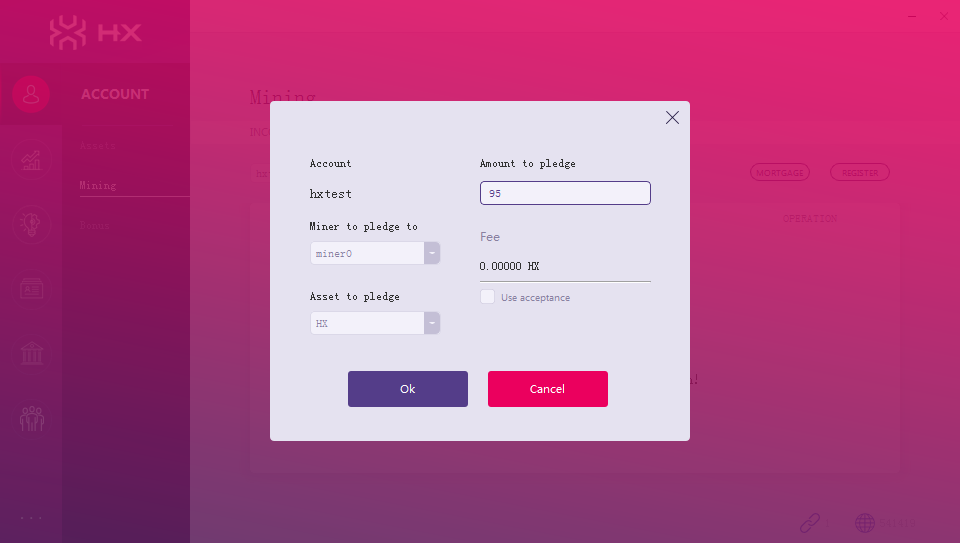 HX
ACCOUNT
Assets
Mining
Bonus
Mining
MORTGAGE
REGISTER
OPERATION
Account
hxtest
Miner to pledge to
miner0
Asset to pledge
HX
Amount to pledge
95
Fee
0.00000 HX
Use acceptance
Ok
Cancel